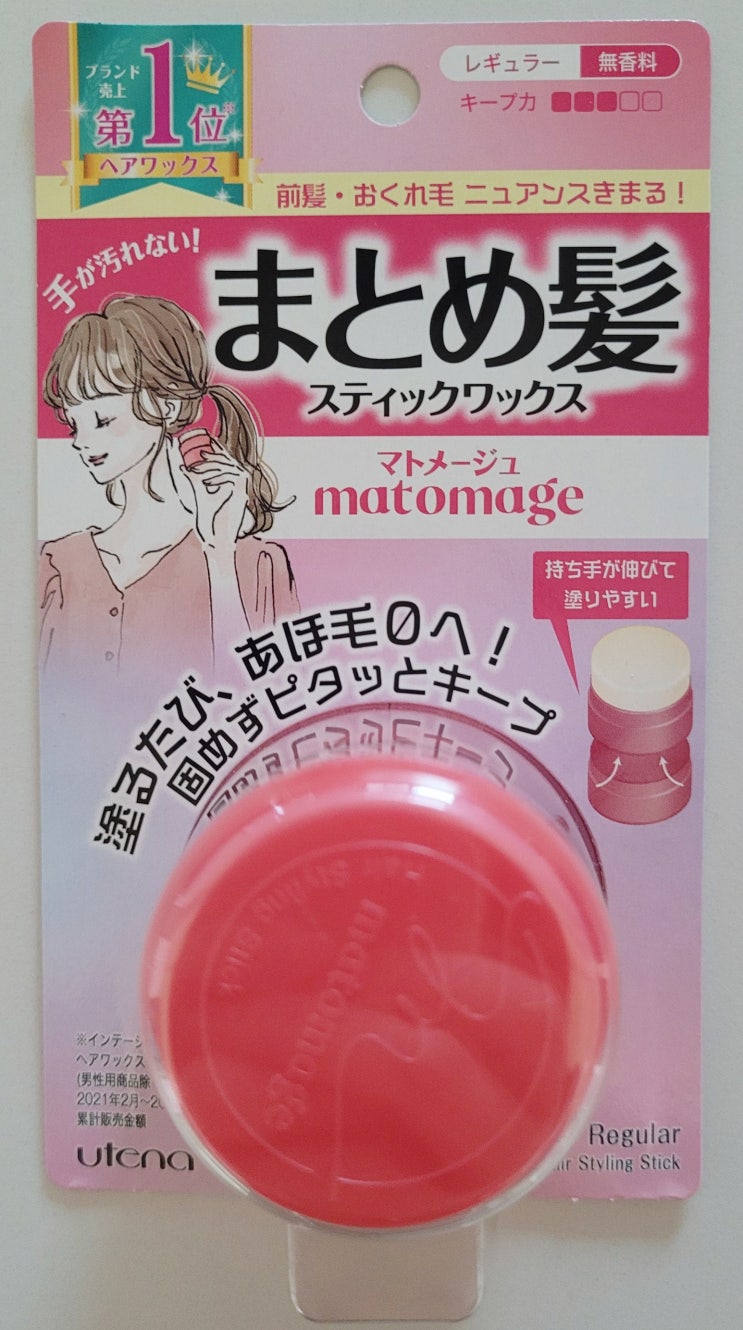 ブランド
売上
第1位※
ヘアワックス
レギュラー 無香料
キープ力
前髪・おくれ毛 ニュアンスきまる!
手が汚れない!
まとめ髪
スティックワックス
マトメージュ
matomage
持ち手が伸びて
塗りやすい
塗るたび、あほ毛0へ!
固めずピタッとキープ
Hair Styling Stick
matomage
※インテージ
ヘアワックス
(男性用商品除
2021年2月~20
累計販売金額
utena
Regular
Hair Styling Stick